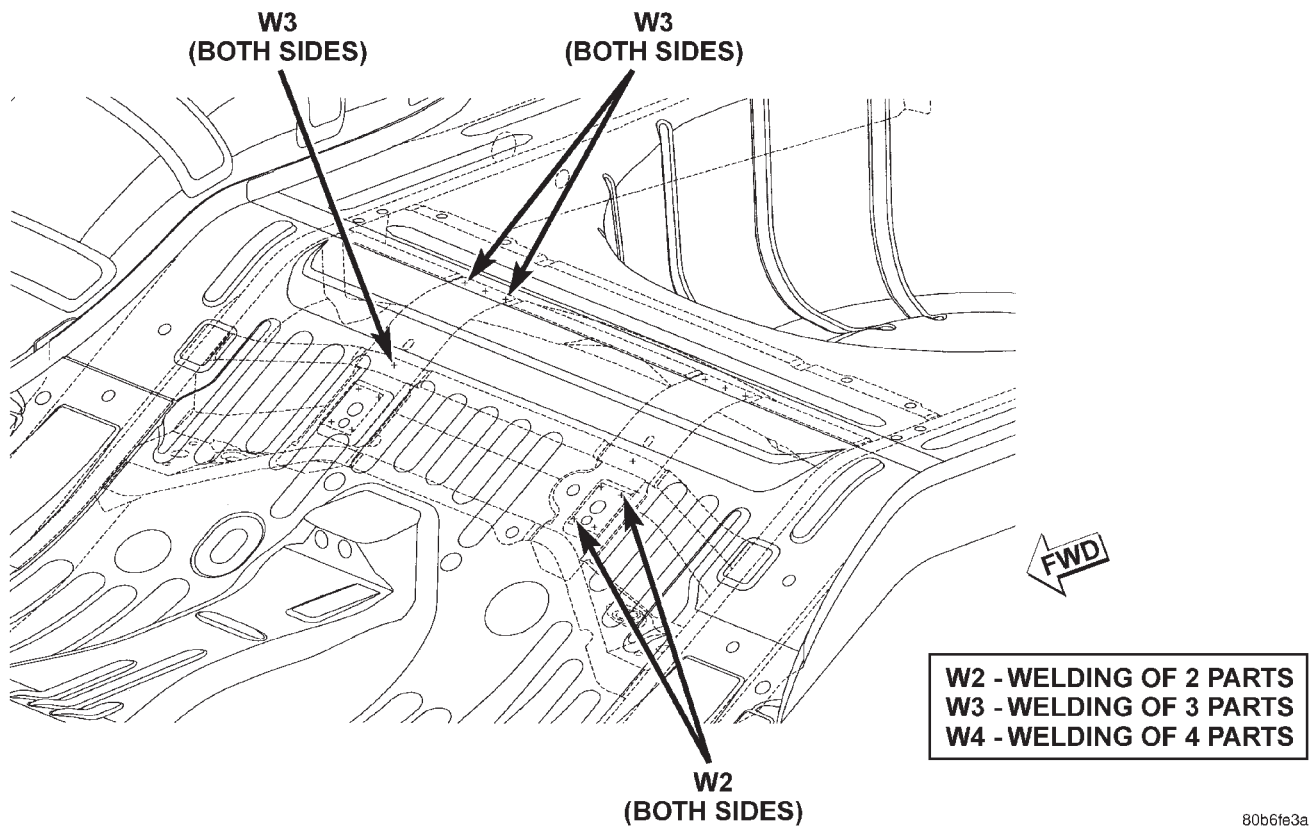 W3
(BOTH SIDES)
W3
(BOTH SIDES)
FWD
W2 - WELDING OF 2 PARTS
W3 - WELDING OF 3 PARTS
W4 - WELDING OF 4 PARTS
W2
(BOTH SIDES)
80b6fe3a